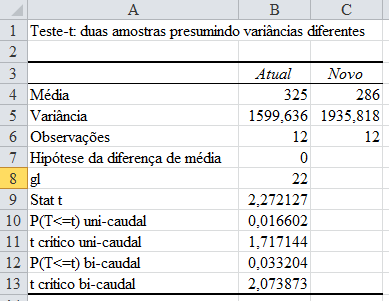 A B C
1 Teste-t: duas amostras presumindo variâncias diferentes
2
3 Atual Novo
4 Média 325 286
5 Variância 1599,636 1935,818
6 Observações 12 12
7 Hipótese da diferença de média 0
8 gl 22
9 Stat t 2,272127
10 P(T<=t) uni-caudal 0,016602
11 t crítico uni-caudal 1,717144
12 P(T<=t) bi-caudal 0,033204
13 t crítico bi-caudal 2,073873